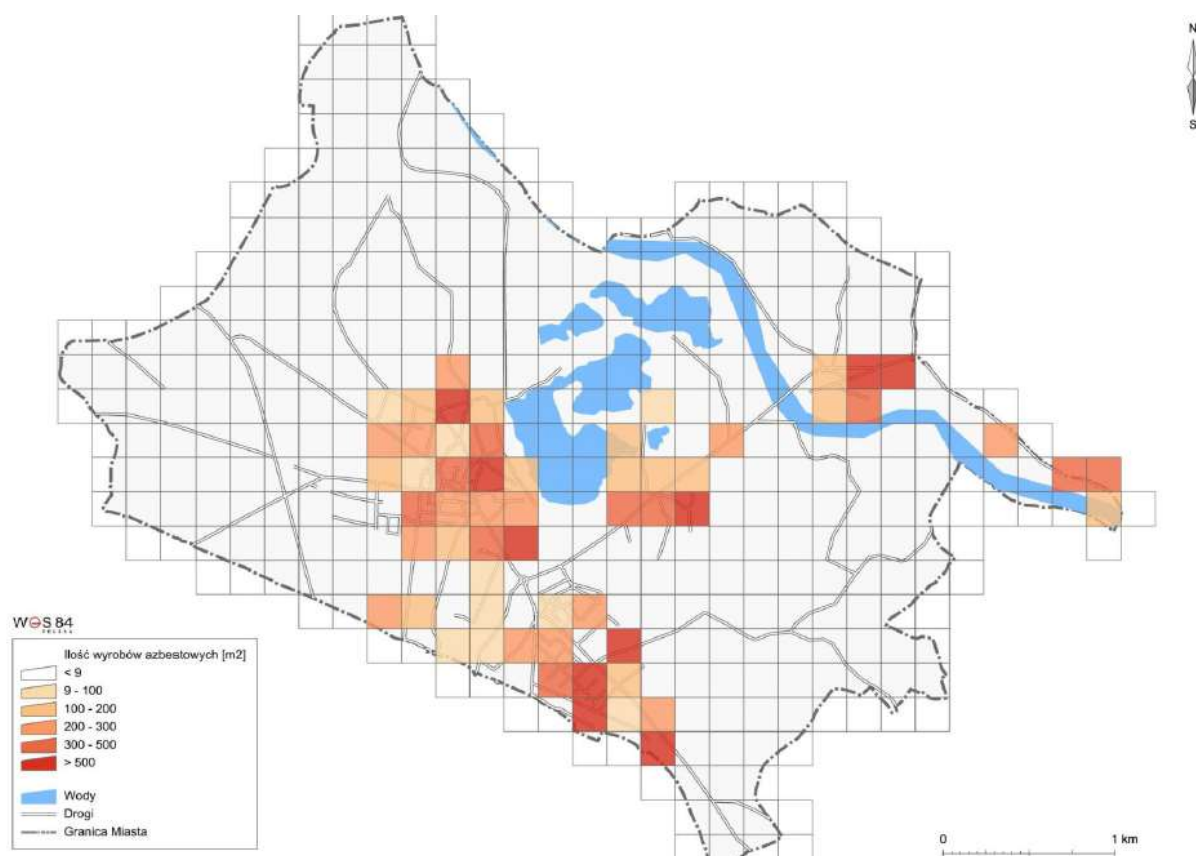 N
S
WGS 84
Ilość wyrobów azbestowych [m2]
< 9
9 - 100
100 - 200
200 - 300
300 - 500
> 500
Wody
Drogi
Granica Miasta
0 1 km